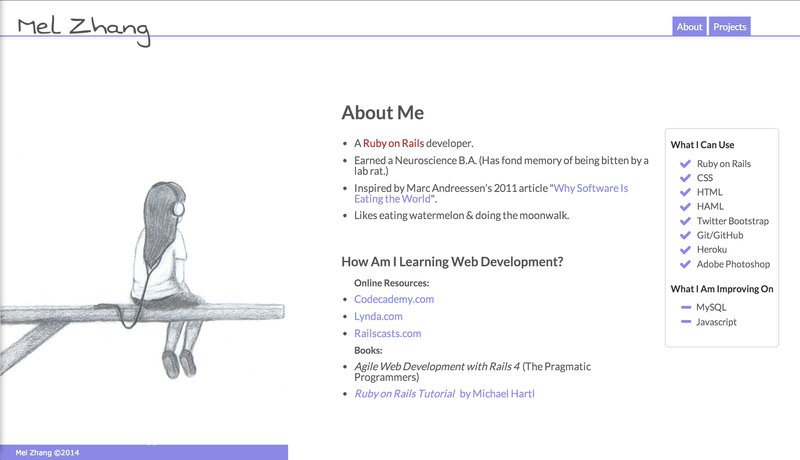 Mel Zhang
About Projects
About Me
A Ruby on Rails developer.
Earned a Neuroscience B.A. (Has fond memory of being bitten by a
lab rat.)
Inspired by Marc Andreessen's 2011 article "Why Software Is
Eating the World".
Likes eating watermelon & doing the moonwalk.
How Am I Learning Web Development?
Online Resources:
Codecademy.com
Lynda.com
Railscasts.com
Books:
Agile Web Development with Rails 4 (The Pragmatic
Programmers)
Ruby on Rails Tutorial by Michael Hartl
What I Can Use
Ruby on Rails
CSS
HTML
HAML
Twitter Bootstrap
Git/GitHub
Heroku
Adobe Photoshop
What I Am Improving On
MySQL
Javascript
Mel Zhang ©2014